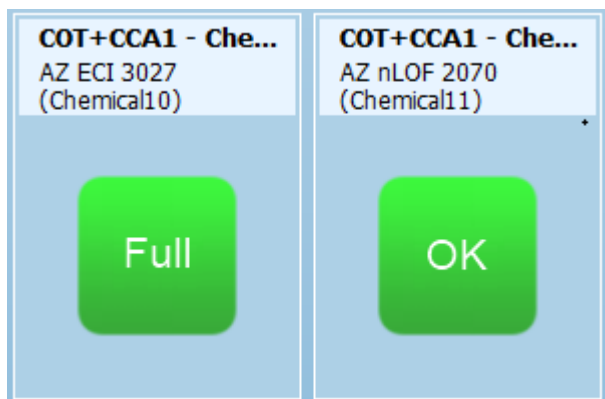 COT+CCA1 - Che...
AZ ECI 3027
(Chemical10)
Full
COT+CCA1 - Che...
AZ nLOF 2070
(Chemical11)
OK